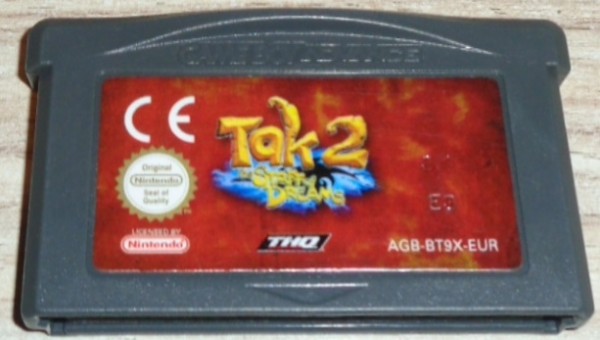 GAME BOY ADVANCE
CE
Tak 2
THE STAFF OF
DREAMS
Original
Nintendo
Seal of
Quality
LICENSED BY
Nintendo
THQ
AGB-BT9X-EUR